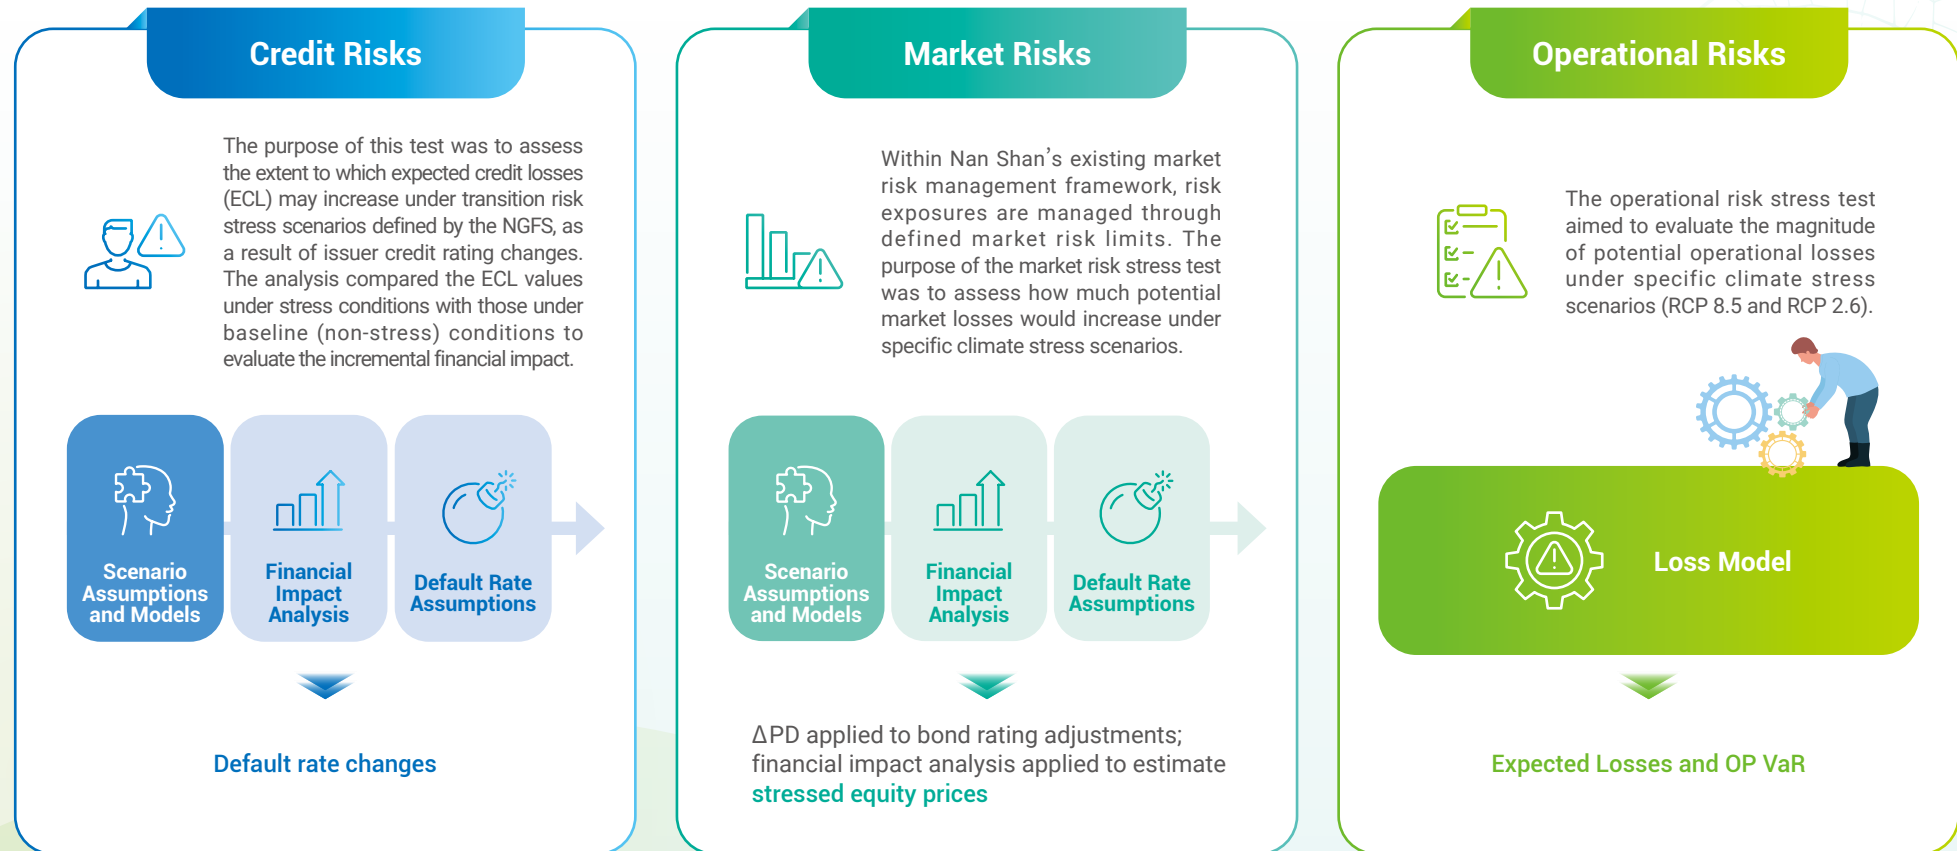 Credit Risks
The purpose of this test was to assess
the extent to which expected credit losses
(ECL) may increase under transition risk
stress scenarios defined by the NGFS, as
a result of issuer credit rating changes.
The analysis compared the ECL values
under stress conditions with those under
baseline (non-stress) conditions to
evaluate the incremental financial impact.
Scenario
Assumptions
and Models
Financial
Impact
Analysis
Default Rate
Assumptions
Default rate changes
Market Risks
Within Nan Shan's existing market
risk management framework, risk
exposures are managed through
defined market risk limits. The
purpose of the market risk stress test
was to assess how much potential
market losses would increase under
specific climate stress scenarios.
Scenario
Assumptions
and Models
Financial
Impact
Analysis
Default Rate
Assumptions
ΔPD applied to bond rating adjustments;
financial impact analysis applied to estimate
stressed equity prices
Operational Risks
The operational risk stress test
aimed to evaluate the magnitude
of potential operational losses
under specific climate stress
scenarios (RCP 8.5 and RCP 2.6).
Loss Model
Expected Losses and OP VaR